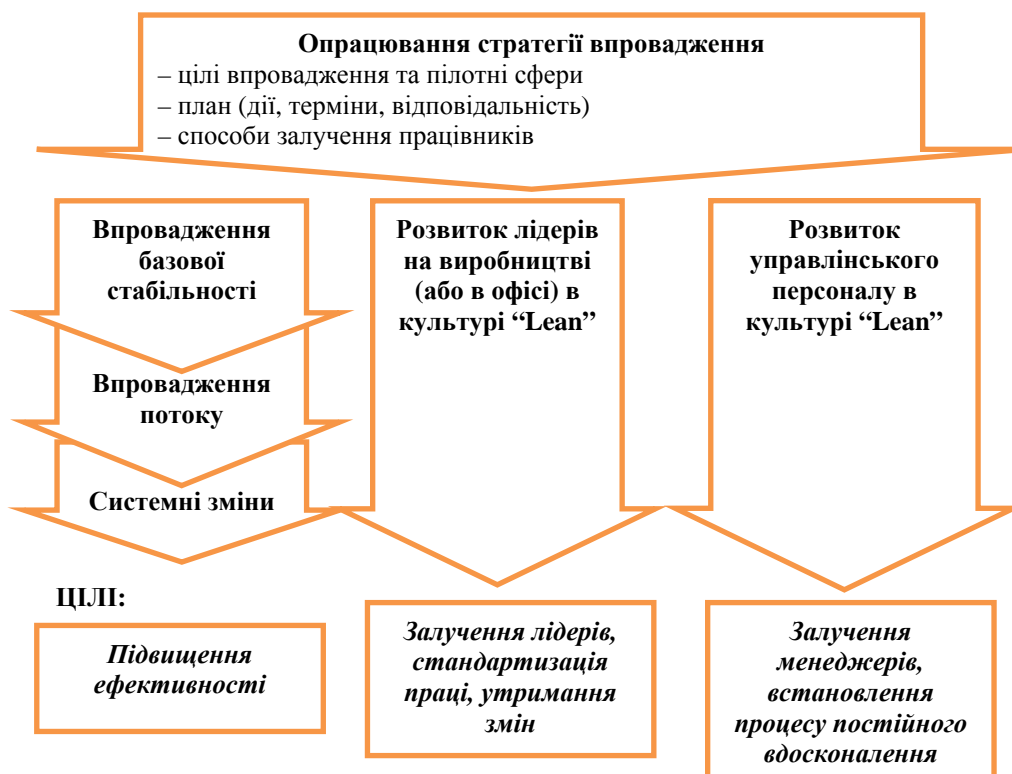 Опрацювання стратегії впровадження
– цілі впровадження та пілотні сфери
– план (дії, терміни, відповідальність)
– способи залучення працівників
Впровадження
базової
стабільності
Впровадження
потоку
Системні зміни
Розвиток лідерів
на виробництві
(або в офісі) в
культурі “Lean”
Розвиток
управлінського
персоналу в
культурі “Lean”
ЦІЛІ:
Підвищення
ефективності
Залучення лідерів,
стандартизація
праці, утримання
змін
Залучення
менеджерів,
встановлення
процесу постійного
вдосконалення